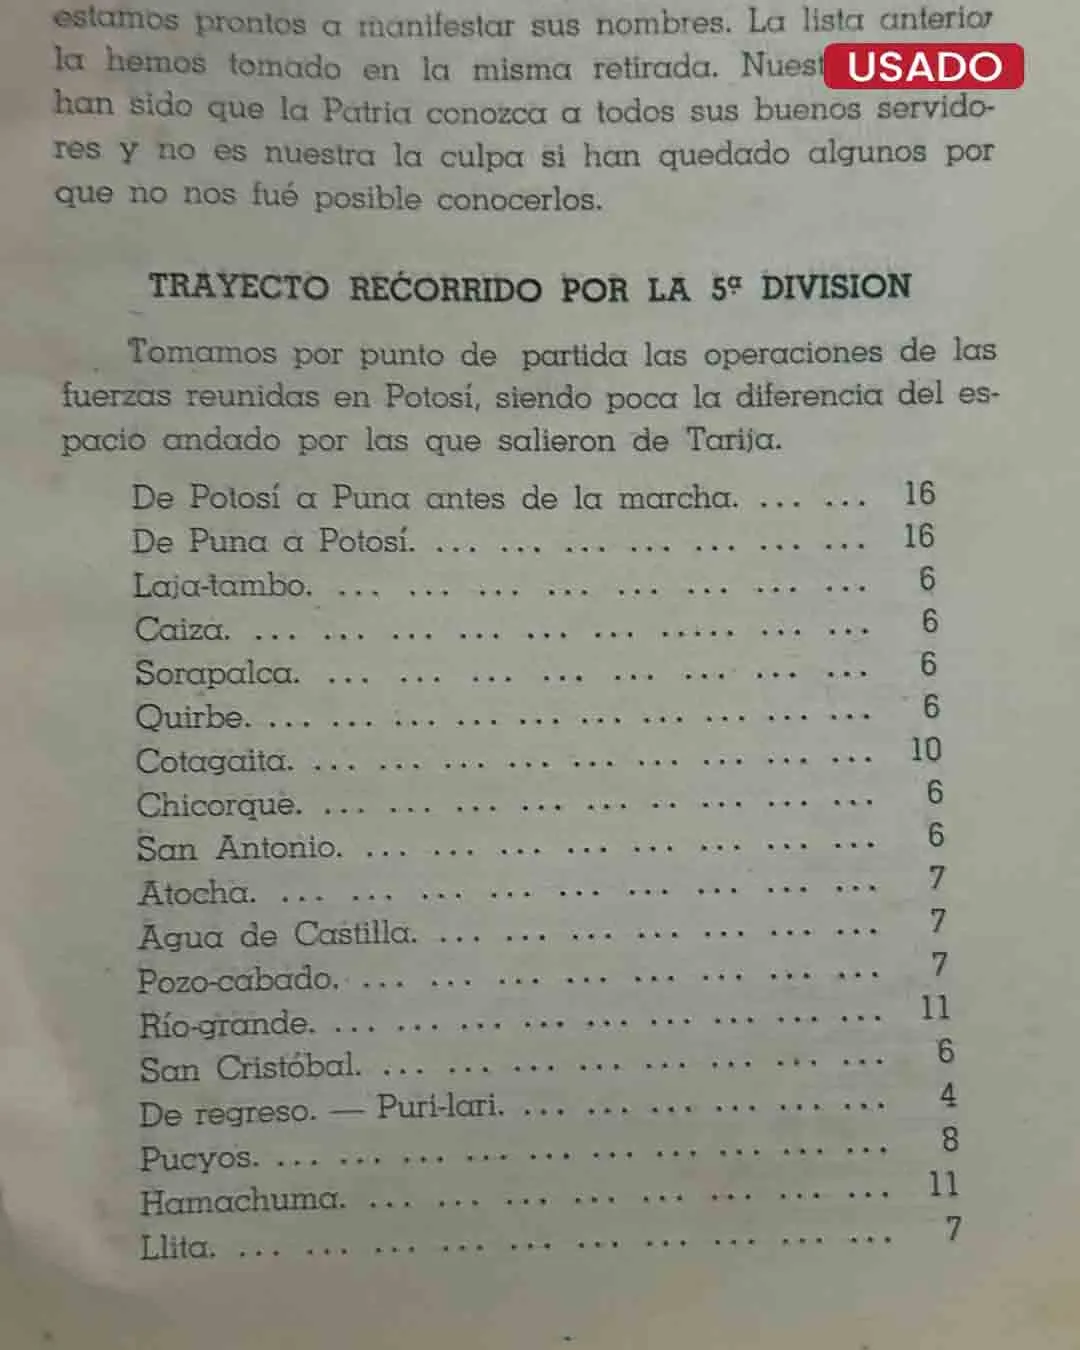 estamos prontos a manifestar sus nombres. La lista anterior
la hemos tomado en la misma retirada. Nuest
USADO
han sido que la Patria conozca a todos sus buenos servido-
res y no es nuestra la culpa si han quedado algunos por
que no nos fué posible conocerlos.
TRAYECTO RECORRIDO POR LA 5ª DIVISION
Tomamos por punto de partida las operaciones de las
fuerzas reunidas en Potosí, siendo poca la diferencia del es-
pacio andado por las que salieron de Tarija.
De Potosí a Puna antes de la marcha. ... ... 16
De Puna a Potosí. ... ... ... ... ... ... ... 16
Laja-tambo. ... ... ... ... ... ... ... ... 6
Caiza. ... ... ... ... ... ... ..... ... ... 6
Sorapalca. ... ... ... ... ... ... ... ... 6
Quirbe. ... ... ... ... ... ... ... ... ... ... 6
Cotagaita. ... ... ... ... ... ... ... ... ... 10
Chicorque. ... ... ... ... ... .. ... ... ... 6
San Antonio. ... ... ... ... ... ... ... ... 6
Atocha. ... ... ... ... ... ... ... ... ... 7
Agua de Castilla. ... ... ... ... ... ... ... 7
Pozo-cabado. ... ... ... ... ... ... ... ... 7
Río-grande. ... ... ... ... ... ... ... ... ... 11
San Cristóbal. ... ... ... ... ... ... ... ... 6
De regreso. — Puri-lari. ... ... ... ... ... ... 4
Pucyos. ... ... ... ... ... ... ... ... ... ... 8
Hamachuma. ... ... ... ... ... ... ... ... 11
Llita. ... ... ... ... ... ... ... ... ... ... 7